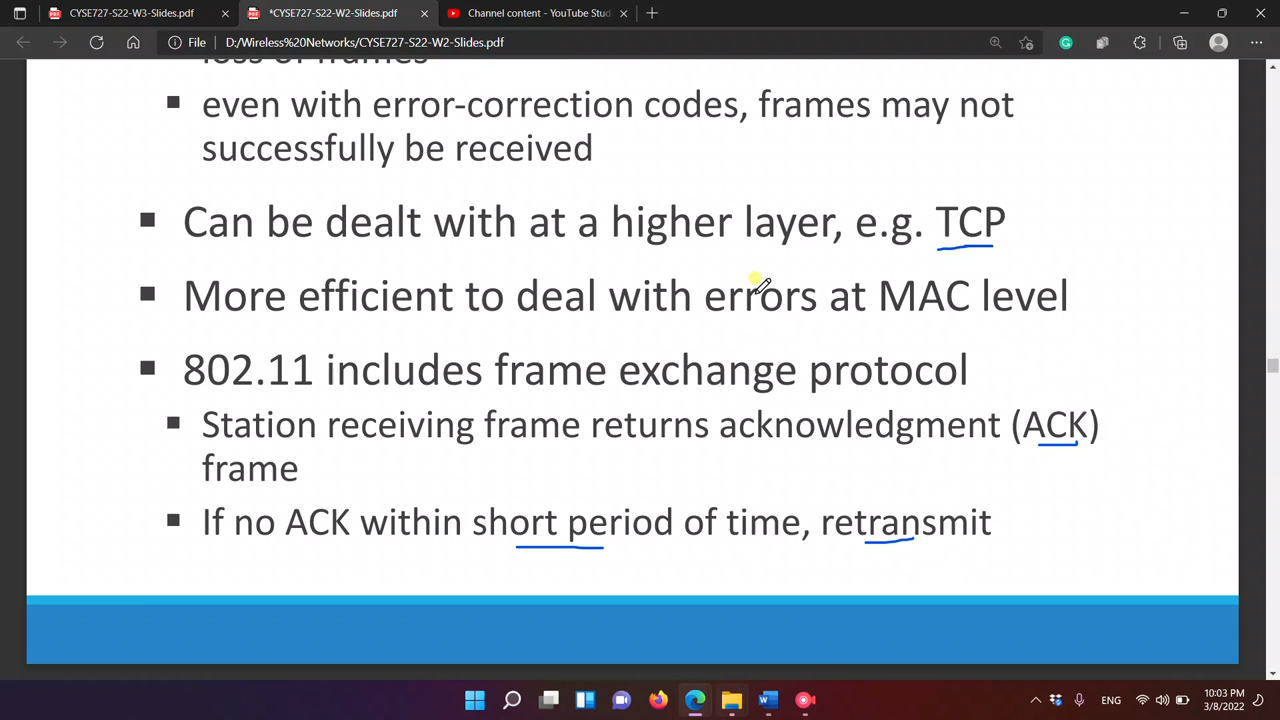 CYSE727-S22-W3-Slides.pdf
*CYSE727-S22-W2-Slides.pdf
Channel content - YouTube Stud
File D:/Wireless%20Networks/CYSE727-S22-W2-Slides.pdf
loss of frames
even with error-correction codes, frames may not
successfully be received
Can be dealt with at a higher layer, e.g. TCP
More efficient to deal with errors at MAC level
802.11 includes frame exchange protocol
Station receiving frame returns acknowledgment (ACK)
frame
If no ACK within short period of time, retransmit
ENG
10:03 PM
3/8/2022